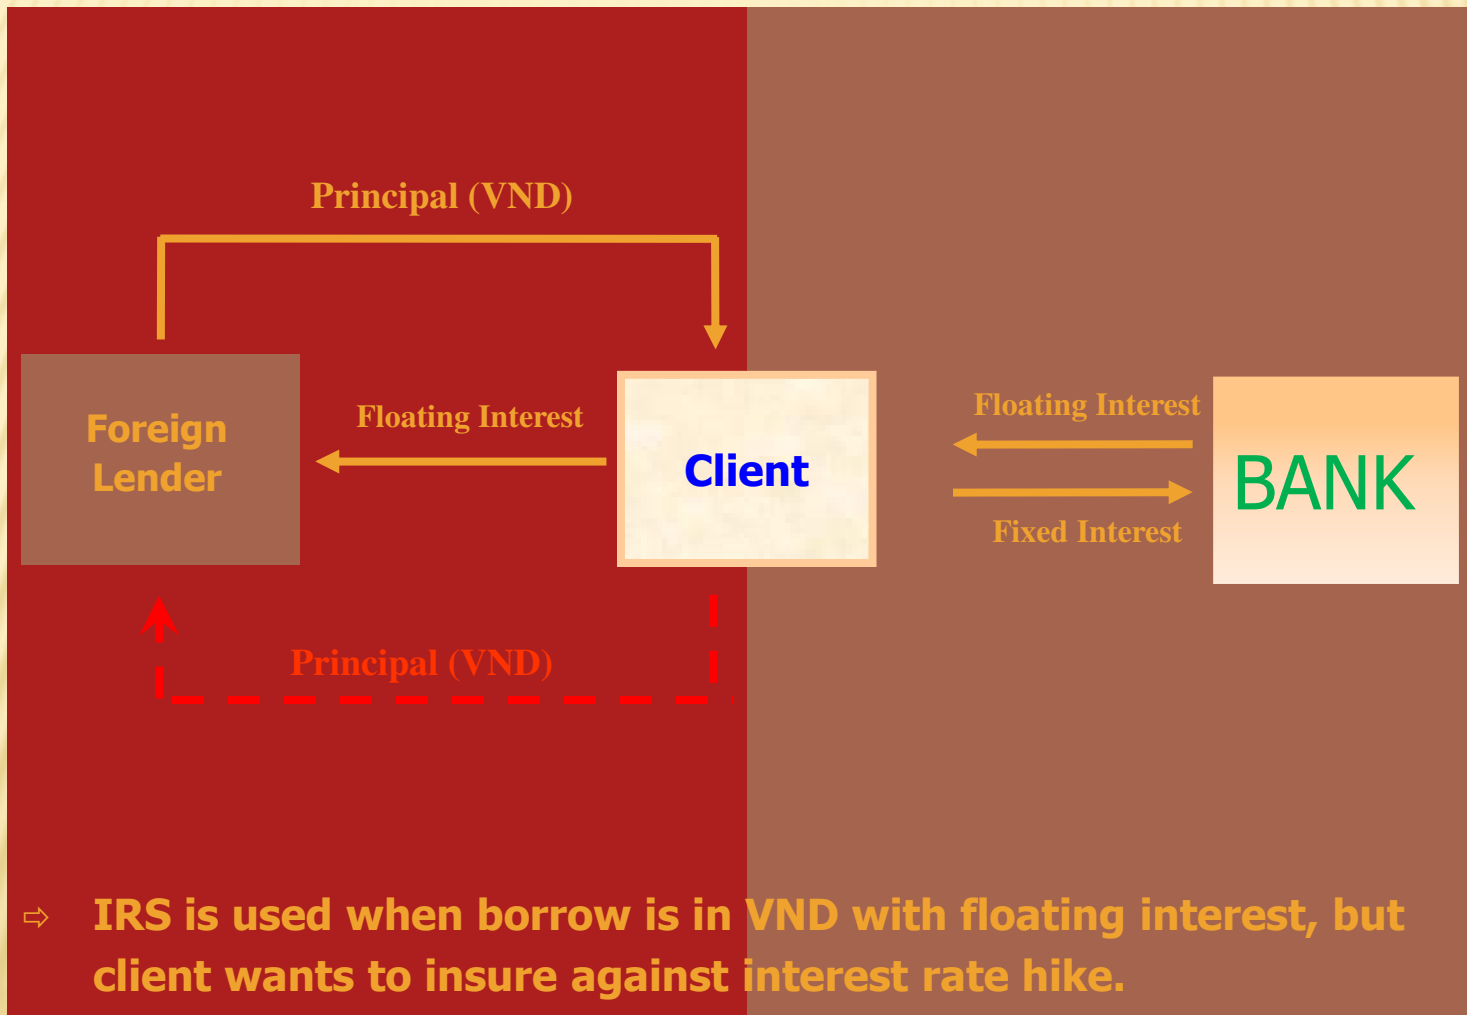 Principal (VND)
Foreign
Lender
Floating Interest
Client
Floating Interest
Fixed Interest
BANK
Principal (VND)
⇨ IRS is used when borrow is in VND with floating interest, but
client wants to insure against interest rate hike.